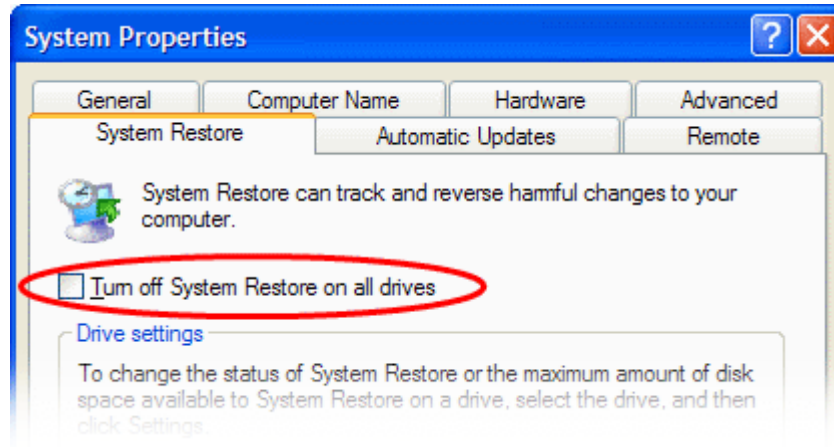 System Properties
General Computer Name Hardware Advanced
System Restore Automatic Updates Remote
System Restore can track and reverse harmful changes to your
computer.
Turn off System Restore on all drives
Drive settings
To change the status of System Restore or the maximum amount of disk
space available to System Restore on a drive, select the drive, and then
click Settings.